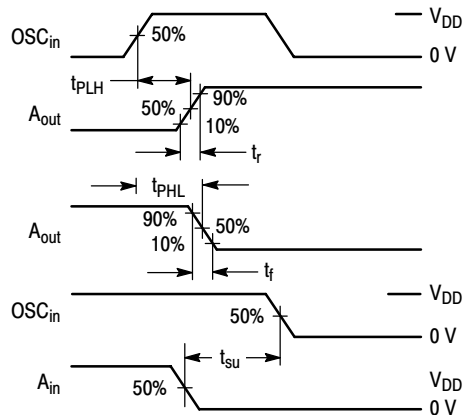 OSCin 50% VDD
0 V
tPLH
Aout 50% 90%
10%
tr
tPHL
Aout 90% 50%
10%
tf
OSCin VDD
50%
0 V
tsu
Ain 50% VDD
0 V